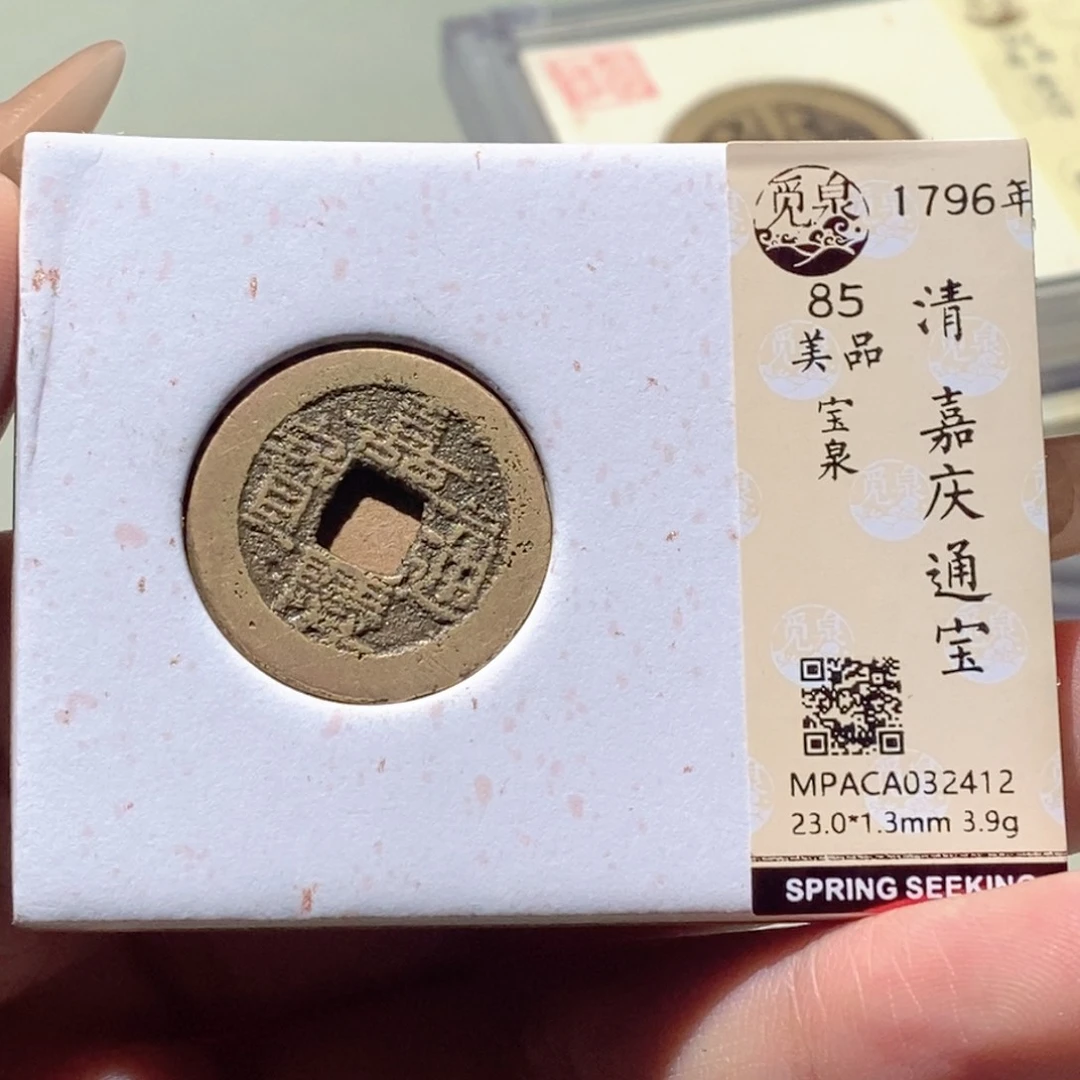 觅泉
1796年
85
美品
宝泉
清 嘉庆通宝
MPACA032412
23.0*1.3mm 3.9g
SPRING SEEKING